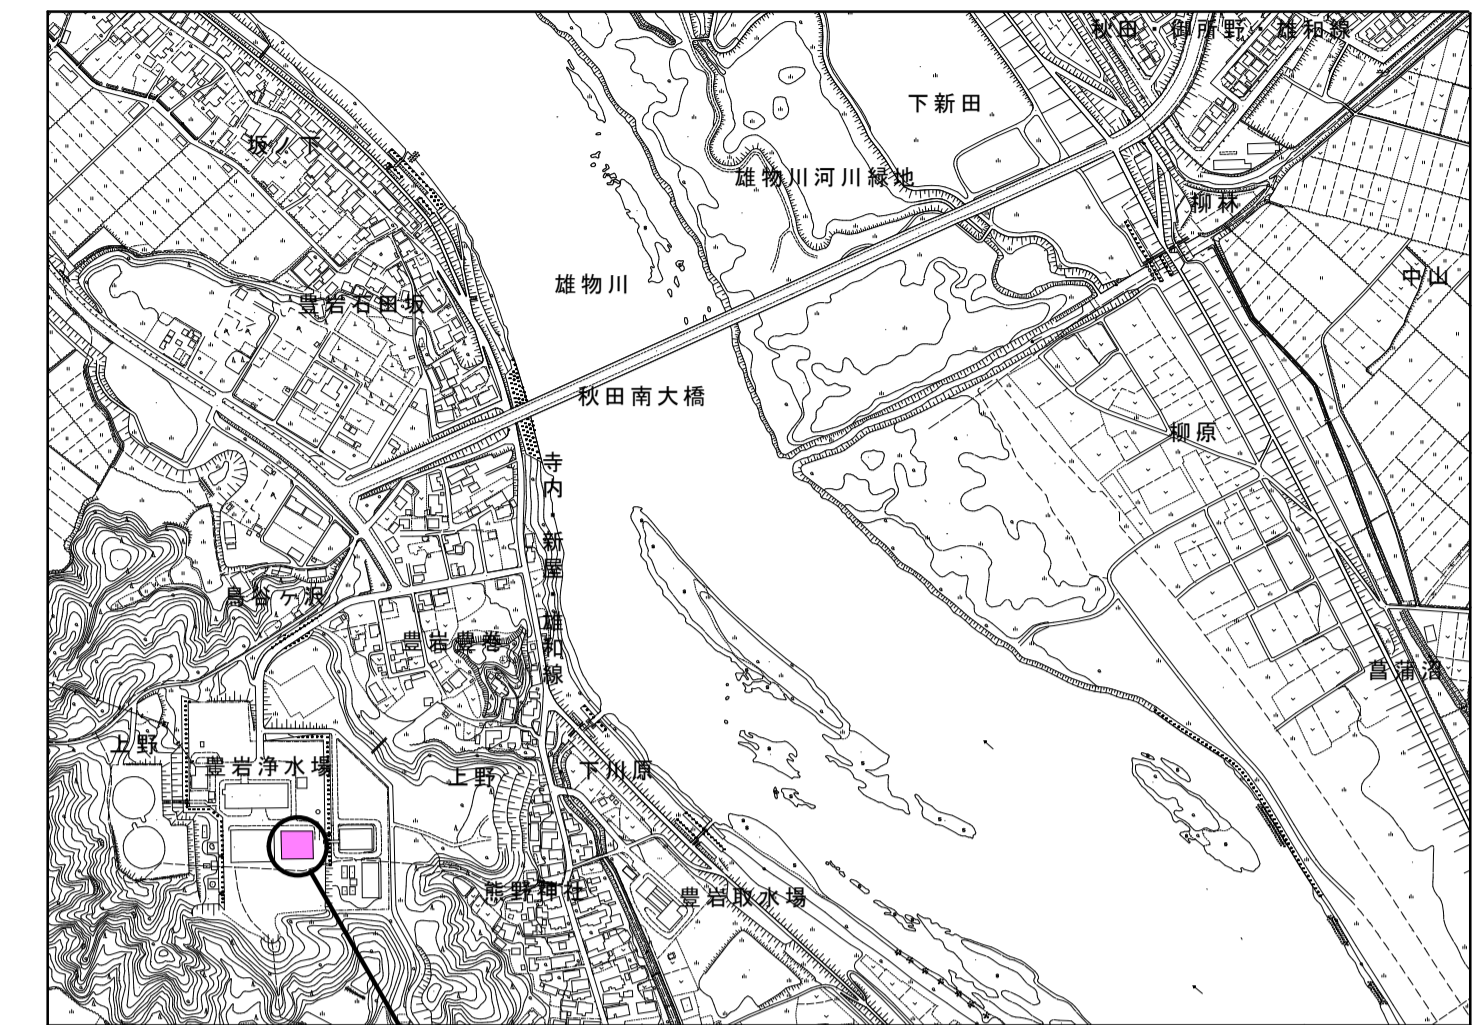 秋田・御所野・雄和線
下新田
坂ノ下
雄物川河川緑地
柳林
中山
雄物川
豊岩石田坂
秋田南大橋
柳原
寺内・新屋・雄和線
鳥谷ヶ沢
豊岩豊巻
菖蒲沼
上野
豊岩浄水場
上野
下川原
熊野神社
豊岩取水場